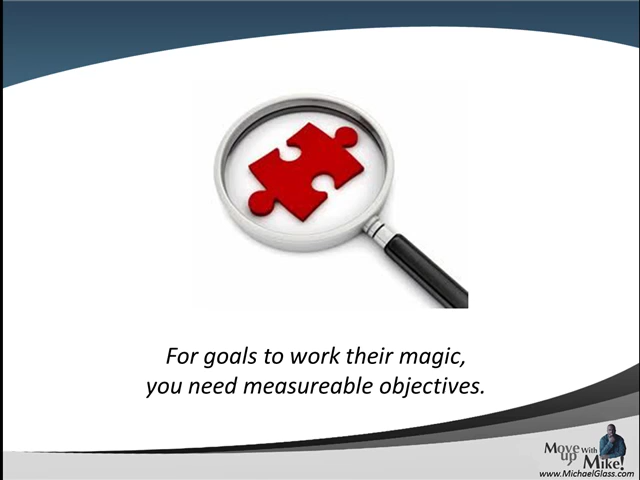 For goals to work their magic,
you need measureable objectives.
Move up With Mike!
www.MichaelGlass.com